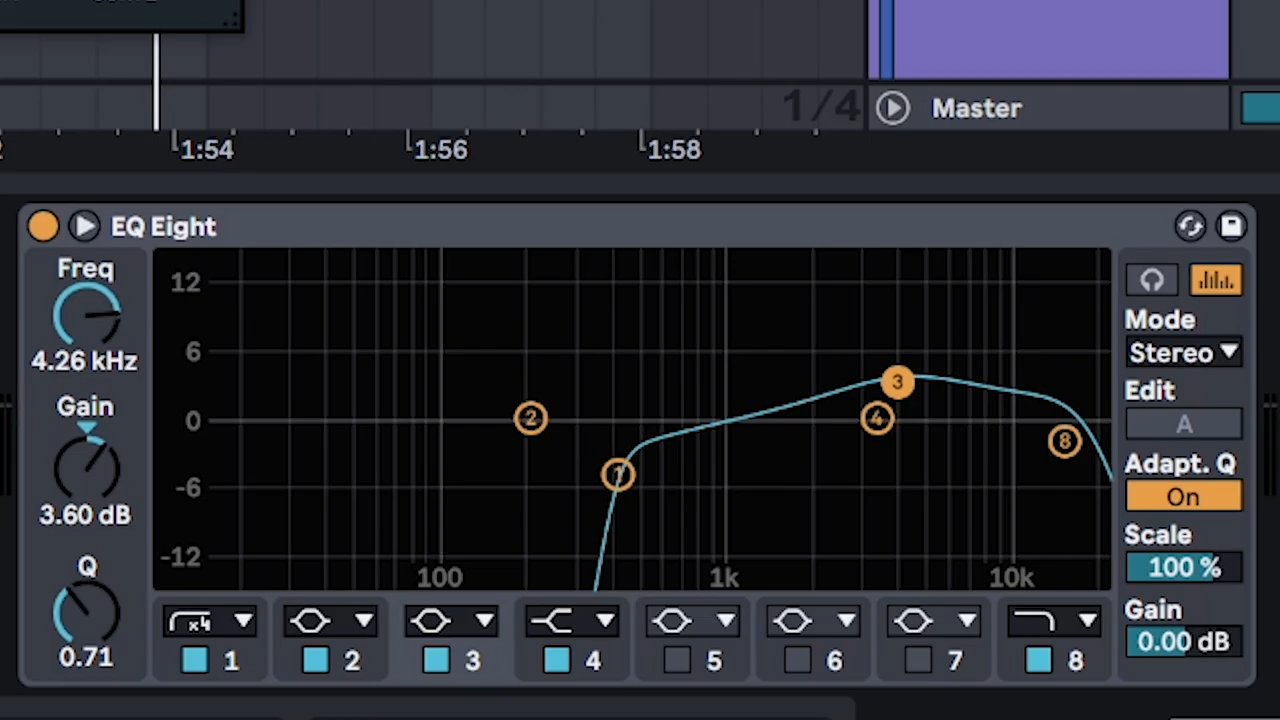 1/4
Master
1:54
1:56
1:58
EQ Eight
Freq
4.26 kHz
Gain
3.60 dB
Q
0.71
12
6
0
-6
-12
100
1k
10k
1
2
3
4
8
x4
1
2
3
4
5
6
7
8
Mode
Stereo
Edit
A
Adapt. Q
On
Scale
100 %
Gain
0.00 dB